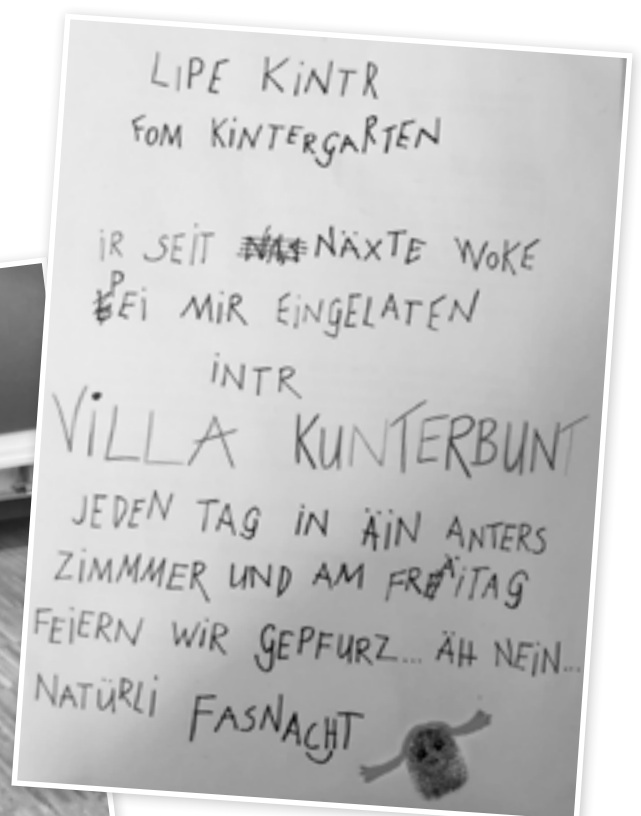 LiPE KiNTR
FOM KiNTERGARTEN
iR SEiT NÄXTE WOKE
PEi MiR EiNGELATEN
iNTR
ViLLA KUNTERBUNT
JEDEN TAG iN ÄiN ANTERS
ZiMMMER UND AM FRÄiTAG
FEiERN WiR GEPFURZ... ÄH NEiN...
NATÜRLi FASNACHT